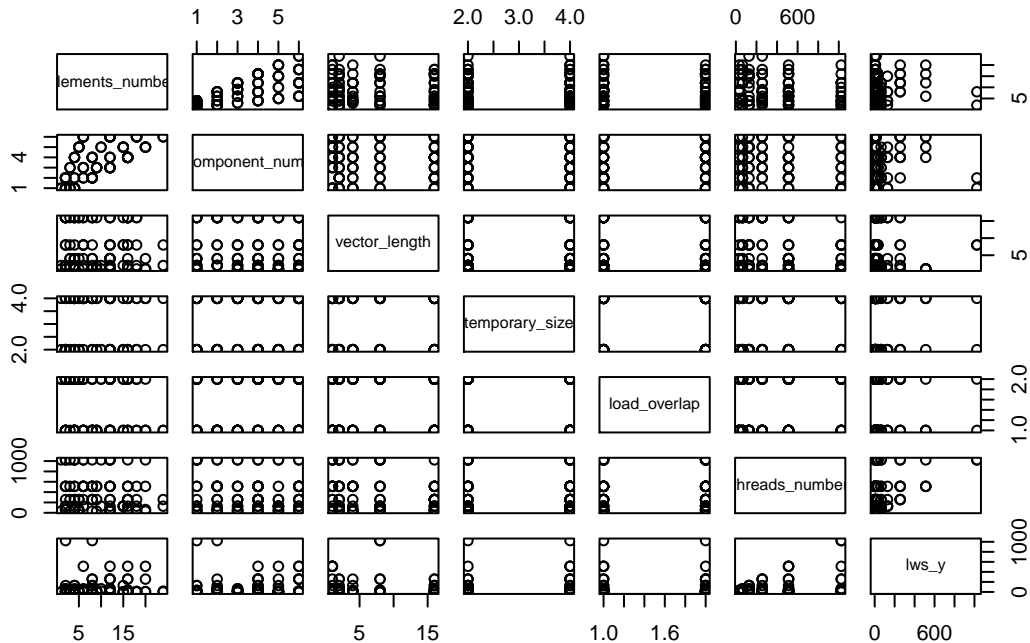 1 3 5 2.0 3.0 4.0 0 600
lements_numbe
5
1 4
omponent_num
vector_length
5
2.0 4.0
temporary_size
load_overlap
1.0 2.0
0 1000
hreads_numbe
lws_y
0 1000
5 15 5 15 1.0 1.6 0 600